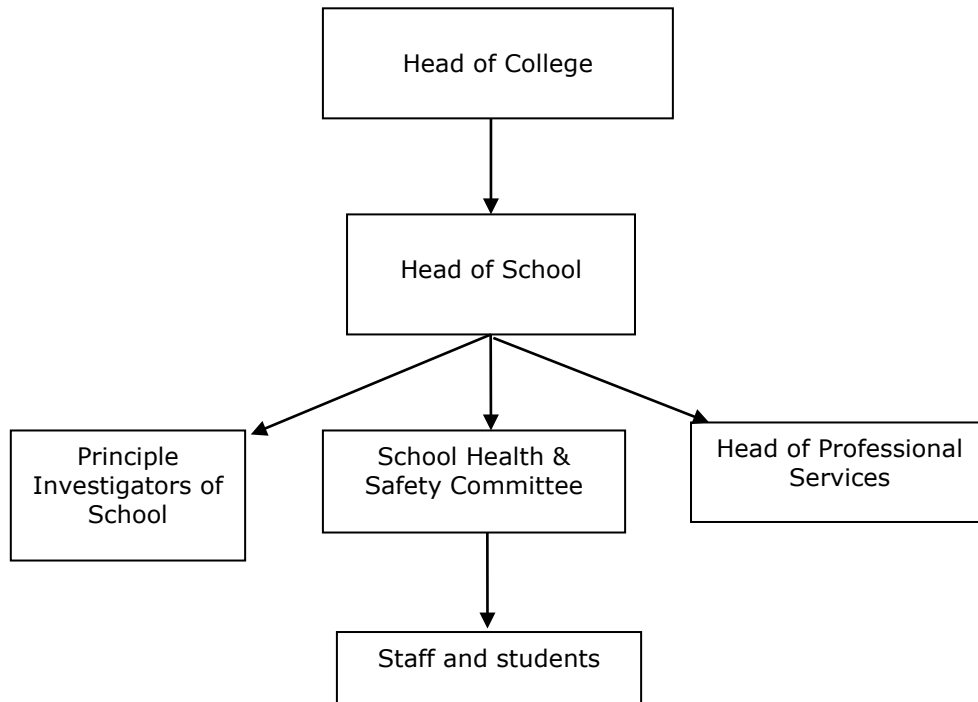 Head of College
Head of School
Principle
Investigators of
School
School Health &
Safety Committee
Head of Professional
Services
Staff and students